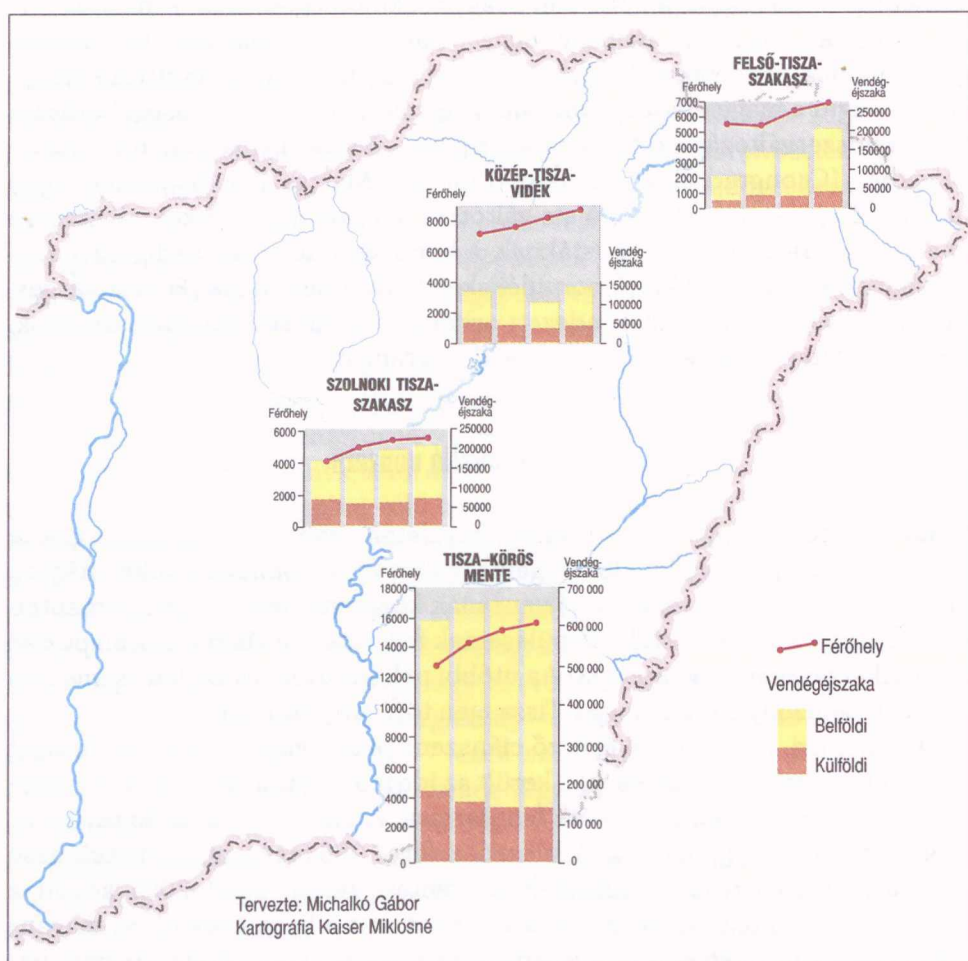 FELSŐ-TISZA-
SZAKASZ
Férőhely
Vendég-
éjszaka
7000
6000
5000
4000
3000
2000
1000
0
250000
200000
150000
100000
50000
0
KÖZÉP-TISZA-
VIDÉK
Férőhely
8000
6000
4000
2000
0
Vendég-
éjszaka
150000
100000
50000
0
SZOLNOKI TISZA-
SZAKASZ
Férőhely
Vendég-
éjszaka
6000
4000
2000
0
250000
200000
150000
100000
50000
0
TISZA–KÖRÖS
MENTE
Férőhely
Vendég-
éjszaka
18000
16000
14000
12000
10000
8000
6000
4000
2000
0
700 000
600 000
500 000
400 000
300 000
200 000
100 000
0
Férőhely
Vendégéjszaka
Belföldi
Külföldi
Tervezte: Michalkó Gábor
Kartográfia Kaiser Miklósné